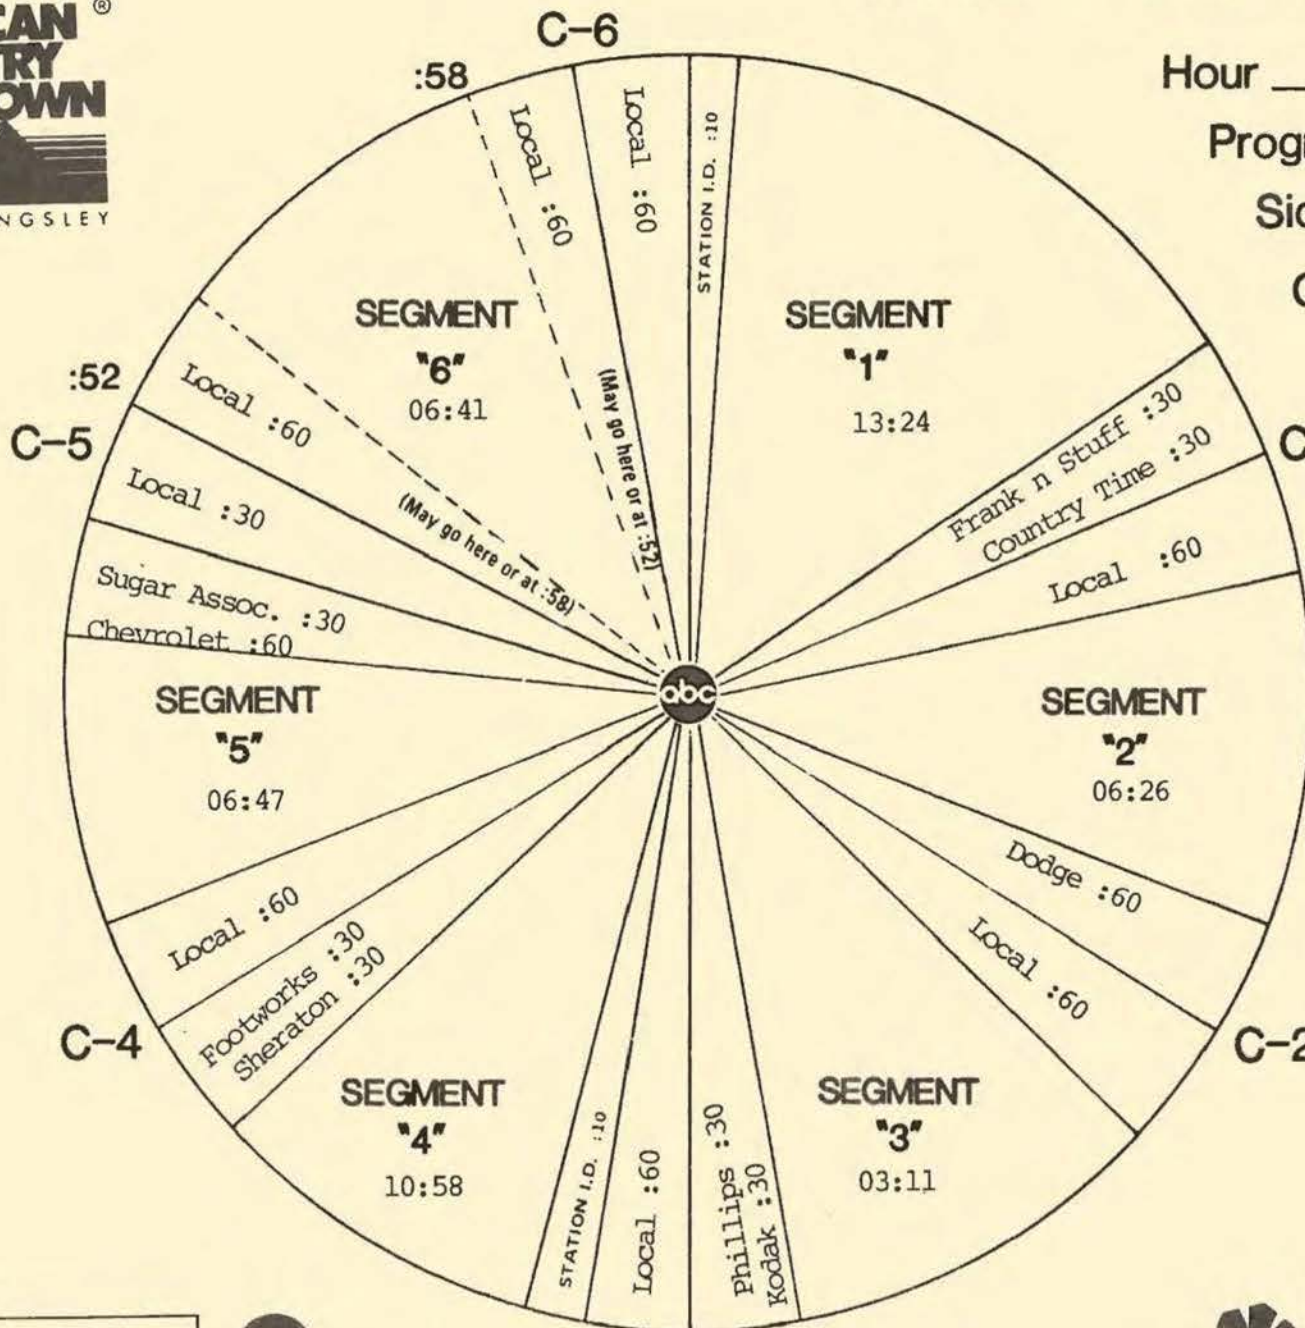 ®
C-6
:58
Hour
:52
C-5
C-4
STATION I.D. :10
SEGMENT
"1"
13:24
Frank n Stuff :30
Country Time :30
Local :60
SEGMENT
"2"
06:26
Dodge :60
Local :60
C-2
SEGMENT
"3"
03:11
Phillips :30
Kodak :30
Local :60
STATION I.D. :10
SEGMENT
"4"
10:58
Footworks :30
Sheraton :30
Local :60
SEGMENT
"5"
06:47
Chevrolet :60
Sugar Assoc. :30
Local :30
Local :60
(May go here or at :58)
SEGMENT
"6"
06:41
Local :60
(May go here or at :52)
Local :60
abc